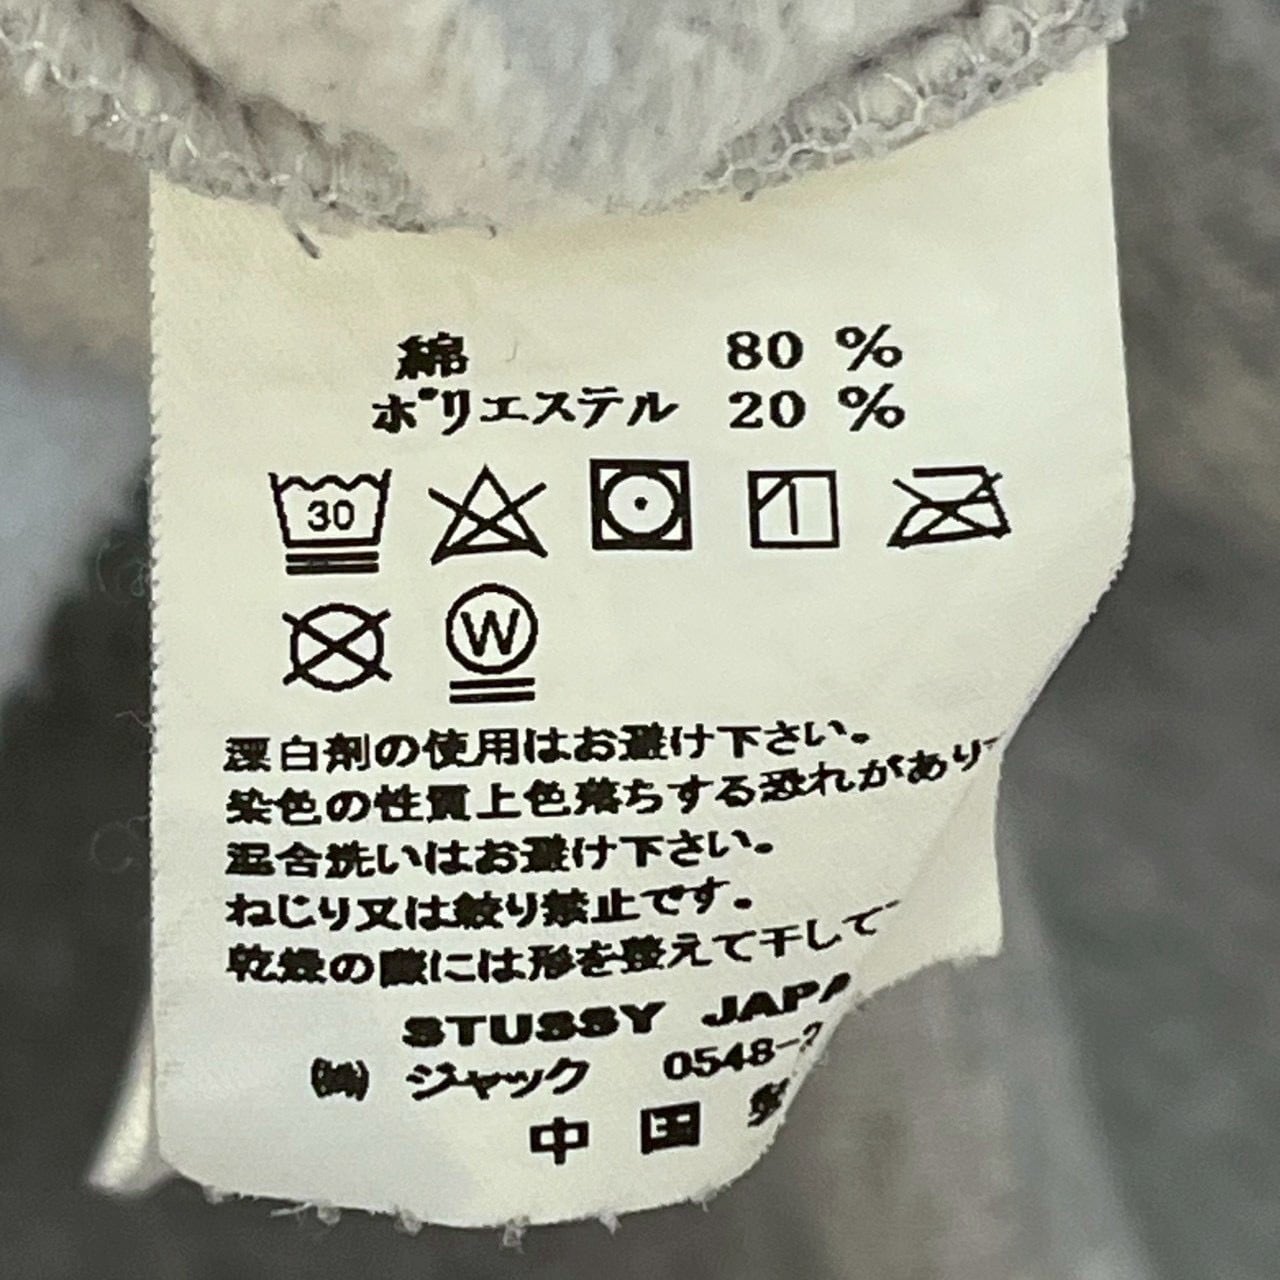 綿 80 %
ポリエステル 20 %
30
W
漂白剤の使用はお避け下さい。
染色の性質上色落ちする恐れがあり
混合洗いはお避け下さい。
ねじり又は絞り禁止です。
乾燥の際には形を整えて干して
STUSSY JAPA
㈱ ジャック 0548-2
中国製